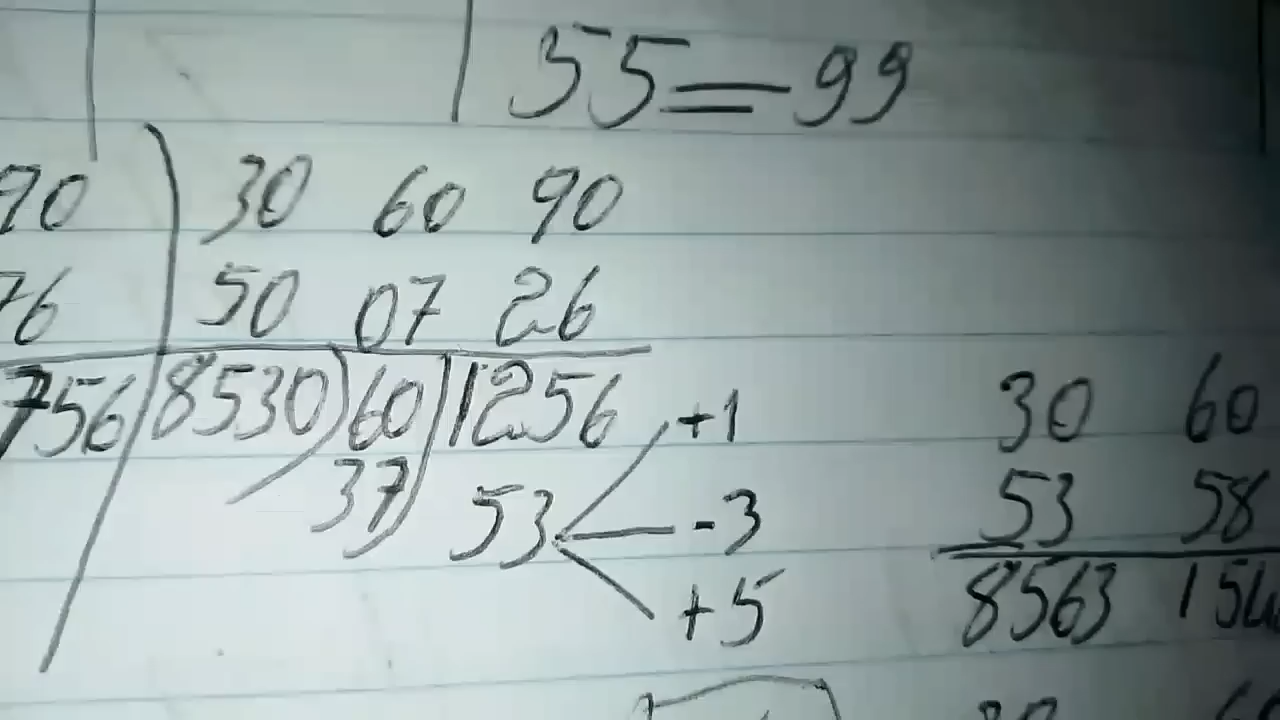 55=99
90 30 60 90
76 50 07 26
756 8530 60 1256 +1
37 53 -3
+5
30 60
53 58
8563 154